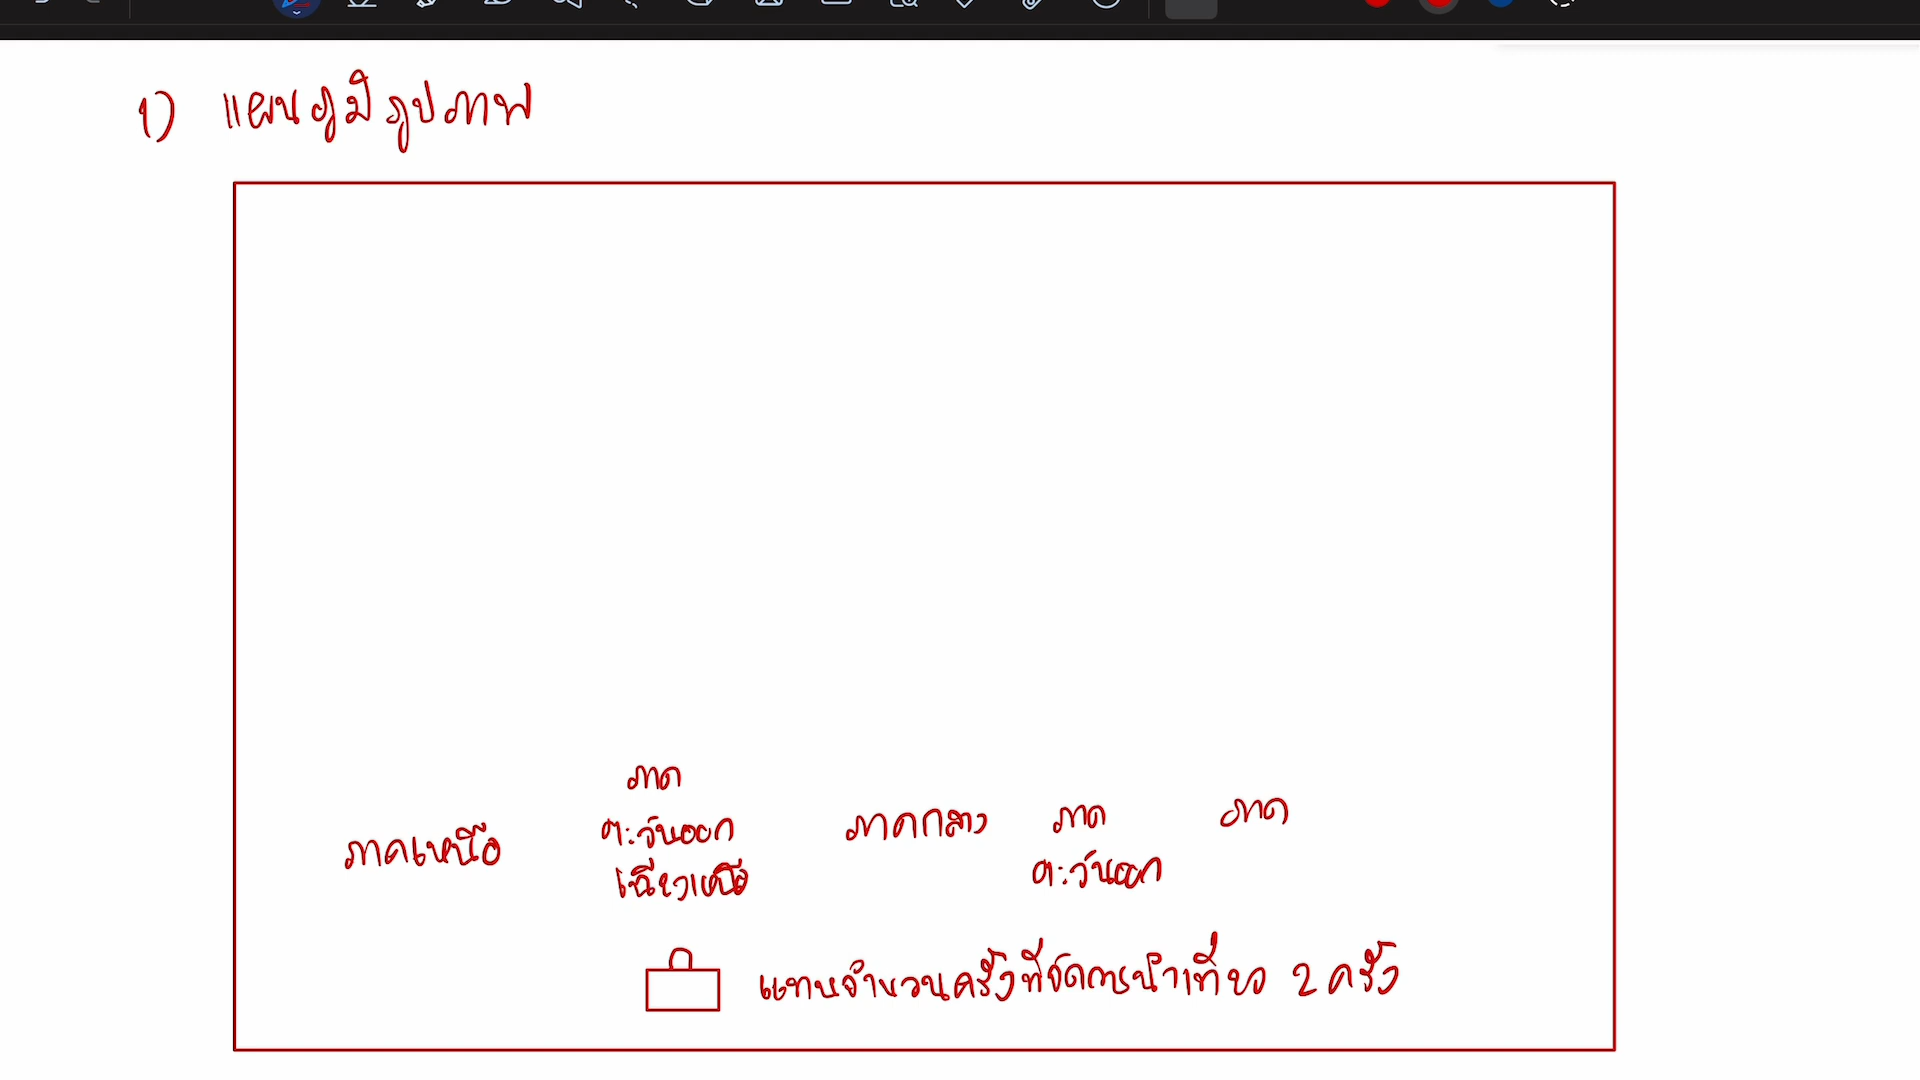 1) แผนภูมิรูปภาพ
ภาคเหนือ
ภาค
ตะวันออก
เฉียงเหนือ
ภาคกลาง
ภาค
ตะวันออก
ภาค
แทนจำนวนครั้งที่จัดการนำเที่ยว 2 ครั้ง